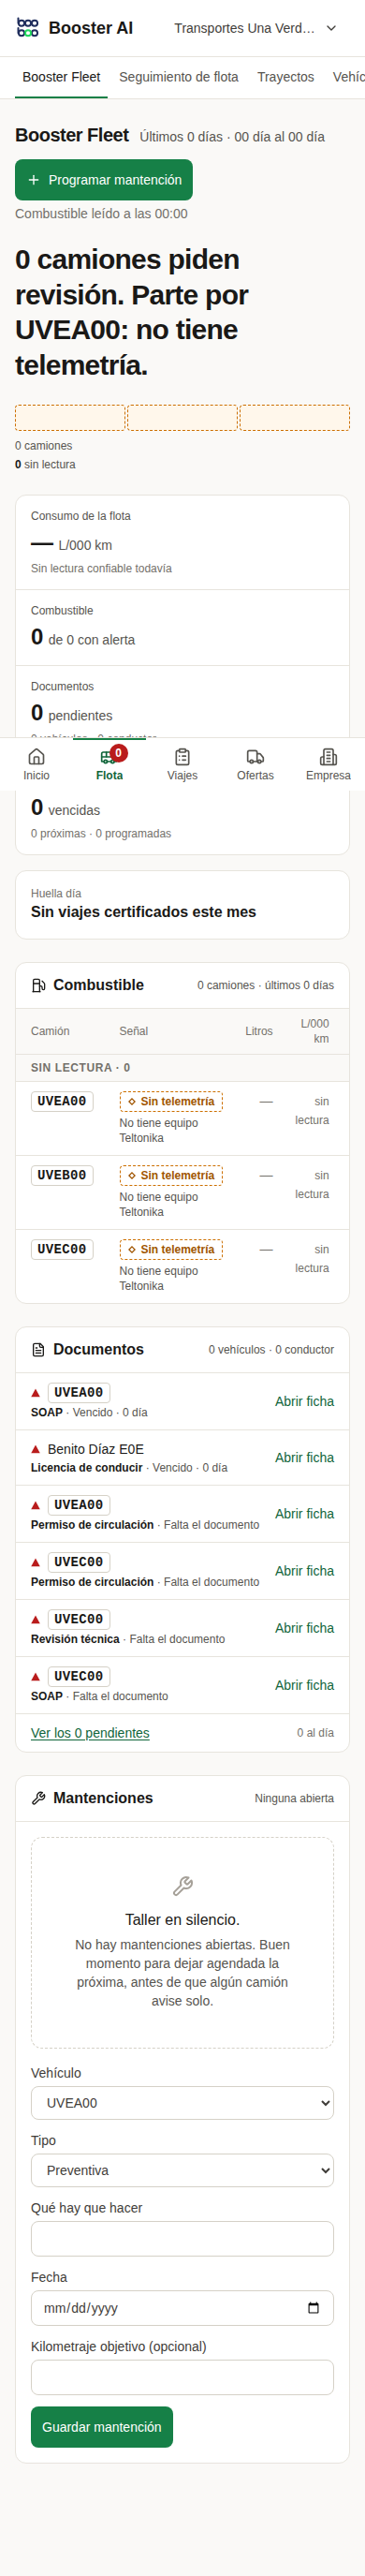 Booster AI
Transportes Una Verd…
Booster Fleet
Seguimiento de flota
Trayectos
Vehíc
Booster Fleet
Últimos 0 días · 00 día al 00 día
Programar mantención
Combustible leído a las 00:00
0 camiones piden
revisión. Parte por
UVEA00: no tiene
telemetría.
0 camiones
0 sin lectura
Consumo de la flota
— L/000 km
Sin lectura confiable todavía
Combustible
0 de 0 con alerta
Documentos
0 pendientes
0
Inicio
Flota
Viajes
Ofertas
Empresa
0 vencidas
0 próximas · 0 programadas
Huella día
Sin viajes certificados este mes
Combustible
0 camiones · últimos 0 días
Camión
Señal
Litros
L/000
km
SIN LECTURA · 0
UVEA00
Sin telemetría
— sin
lectura
No tiene equipo
Teltonika
UVEB00
Sin telemetría
— sin
lectura
No tiene equipo
Teltonika
UVEC00
Sin telemetría
— sin
lectura
No tiene equipo
Teltonika
Documentos
0 vehículos · 0 conductor
UVEA00
SOAP · Vencido · 0 día
Abrir ficha
Benito Díaz E0E
Licencia de conducir · Vencido · 0 día
Abrir ficha
UVEA00
Permiso de circulación · Falta el documento
Abrir ficha
UVEC00
Permiso de circulación · Falta el documento
Abrir ficha
UVEC00
Revisión técnica · Falta el documento
Abrir ficha
UVEC00
SOAP · Falta el documento
Abrir ficha
Ver los 0 pendientes
0 al día
Mantenciones
Ninguna abierta
Taller en silencio.
No hay mantenciones abiertas. Buen
momento para dejar agendada la
próxima, antes de que algún camión
avise solo.
Vehículo
UVEA00
Tipo
Preventiva
Qué hay que hacer
Fecha
mm/dd/yyyy
Kilometraje objetivo (opcional)
Guardar mantención